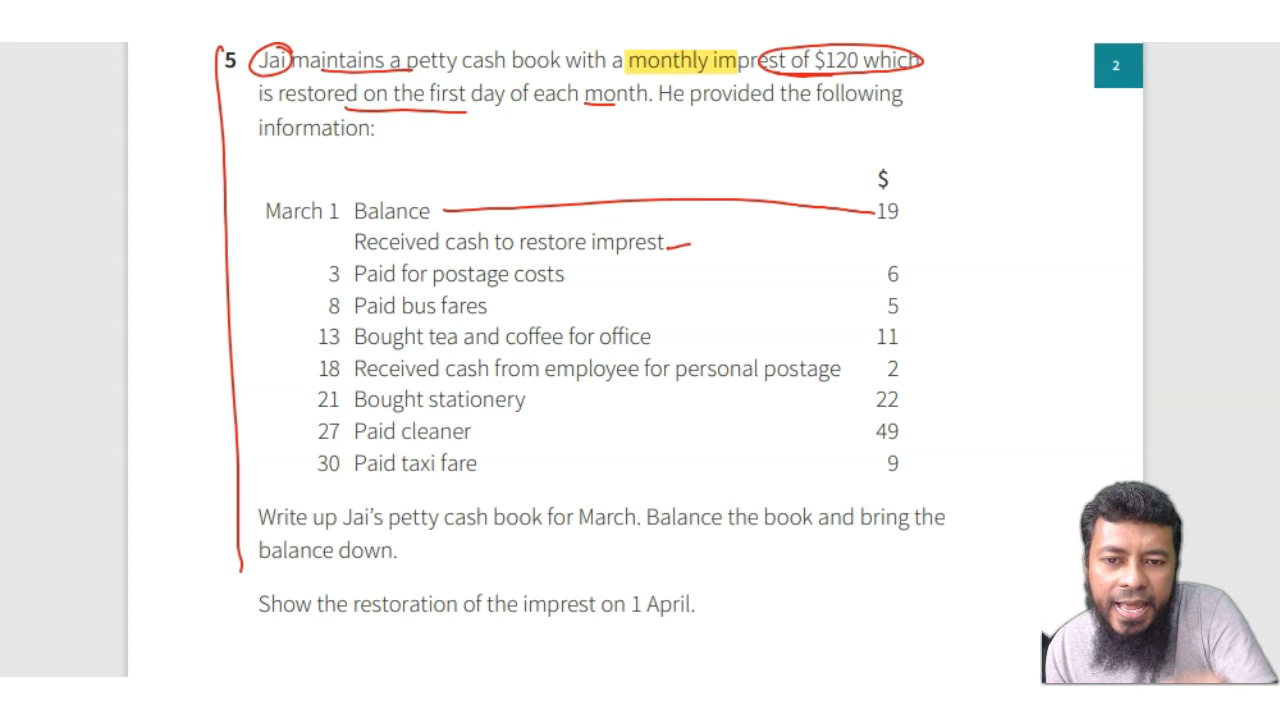 5 Jai maintains a petty cash book with a monthly imprest of $120 which
2
is restored on the first day of each month. He provided the following
information:
$
March 1 Balance 19
Received cash to restore imprest
3 Paid for postage costs 6
8 Paid bus fares 5
13 Bought tea and coffee for office 11
18 Received cash from employee for personal postage 2
21 Bought stationery 22
27 Paid cleaner 49
30 Paid taxi fare 9
Write up Jai’s petty cash book for March. Balance the book and bring the
balance down.
Show the restoration of the imprest on 1 April.